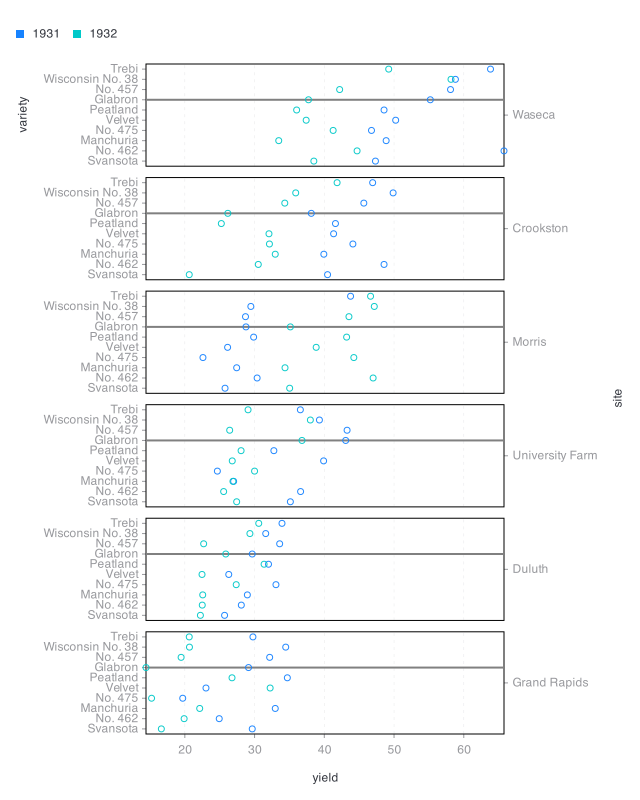 1931 1932
variety
Trebi
Wisconsin No. 38
No. 457
Glabron
Peatland
Velvet
No. 475
Manchuria
No. 462
Svansota
Waseca
Trebi
Wisconsin No. 38
No. 457
Glabron
Peatland
Velvet
No. 475
Manchuria
No. 462
Svansota
Crookston
Trebi
Wisconsin No. 38
No. 457
Glabron
Peatland
Velvet
No. 475
Manchuria
No. 462
Svansota
Morris
site
Trebi
Wisconsin No. 38
No. 457
Glabron
Peatland
Velvet
No. 475
Manchuria
No. 462
Svansota
University Farm
Trebi
Wisconsin No. 38
No. 457
Glabron
Peatland
Velvet
No. 475
Manchuria
No. 462
Svansota
Duluth
Trebi
Wisconsin No. 38
No. 457
Glabron
Peatland
Velvet
No. 475
Manchuria
No. 462
Svansota
Grand Rapids
20 30 40 50 60
yield